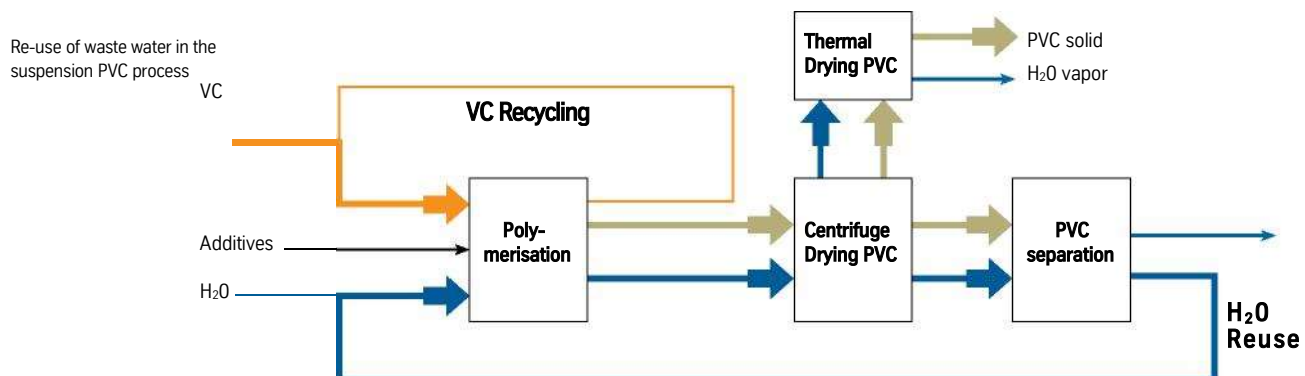 Re-use of waste water in the
suspension PVC process
VC
VC Recycling
Additives
H₂O
Poly-
merisation
Thermal
Drying PVC
PVC solid
H₂O vapor
Centrifuge
Drying PVC
PVC
separation
H₂O
Reuse